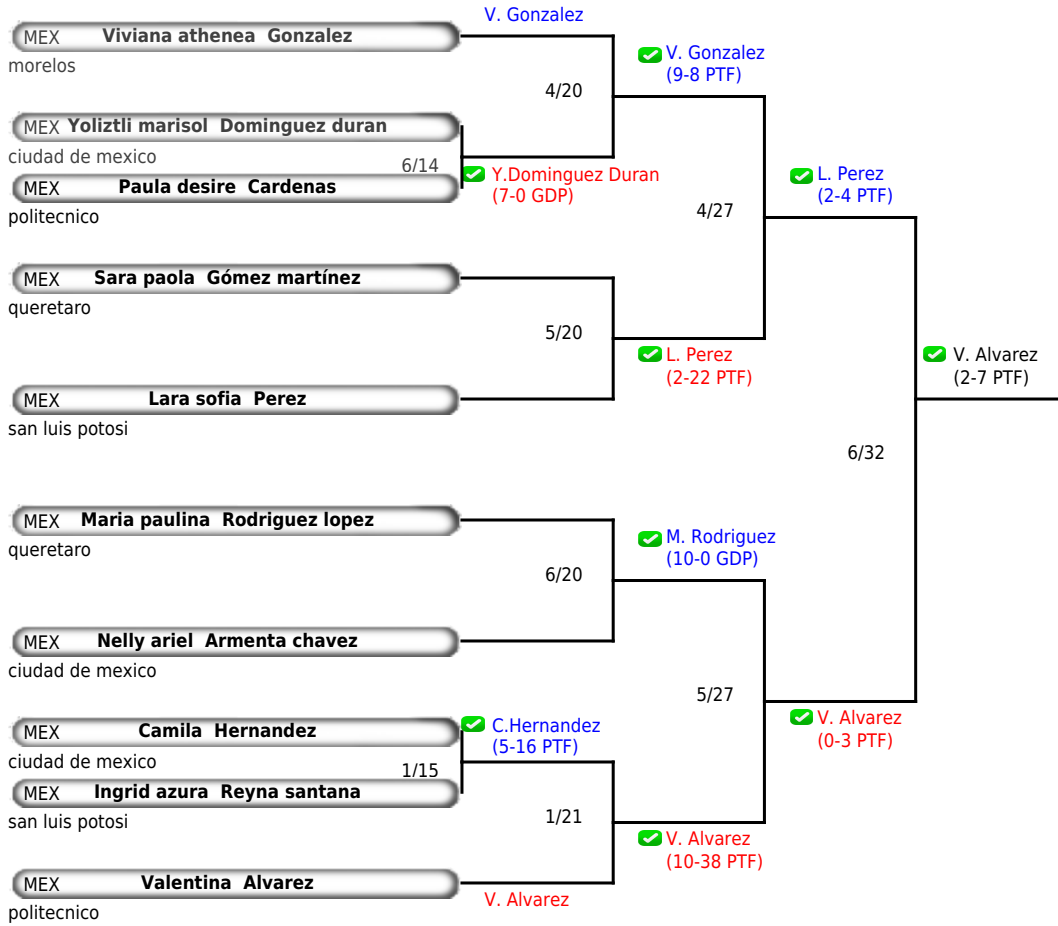 V. Gonzalez
MEX Viviana athenea Gonzalez
morelos
V. Gonzalez
(9-8 PTF)
4/20
MEX Yoliztli marisol Dominguez duran
ciudad de mexico
6/14
Y.Dominguez Duran
(7-0 GDP)
MEX Paula desire Cardenas
politecnico
L. Perez
(2-4 PTF)
4/27
MEX Sara paola Gómez martínez
queretaro
5/20
L. Perez
(2-22 PTF)
V. Alvarez
(2-7 PTF)
MEX Lara sofia Perez
san luis potosi
6/32
MEX Maria paulina Rodriguez lopez
queretaro
M. Rodriguez
(10-0 GDP)
6/20
MEX Nelly ariel Armenta chavez
ciudad de mexico
5/27
V. Alvarez
(0-3 PTF)
MEX Camila Hernandez
ciudad de mexico
C.Hernandez
(5-16 PTF)
1/15
MEX Ingrid azura Reyna santana
san luis potosi
1/21
V. Alvarez
(10-38 PTF)
MEX Valentina Alvarez
politecnico
V. Alvarez